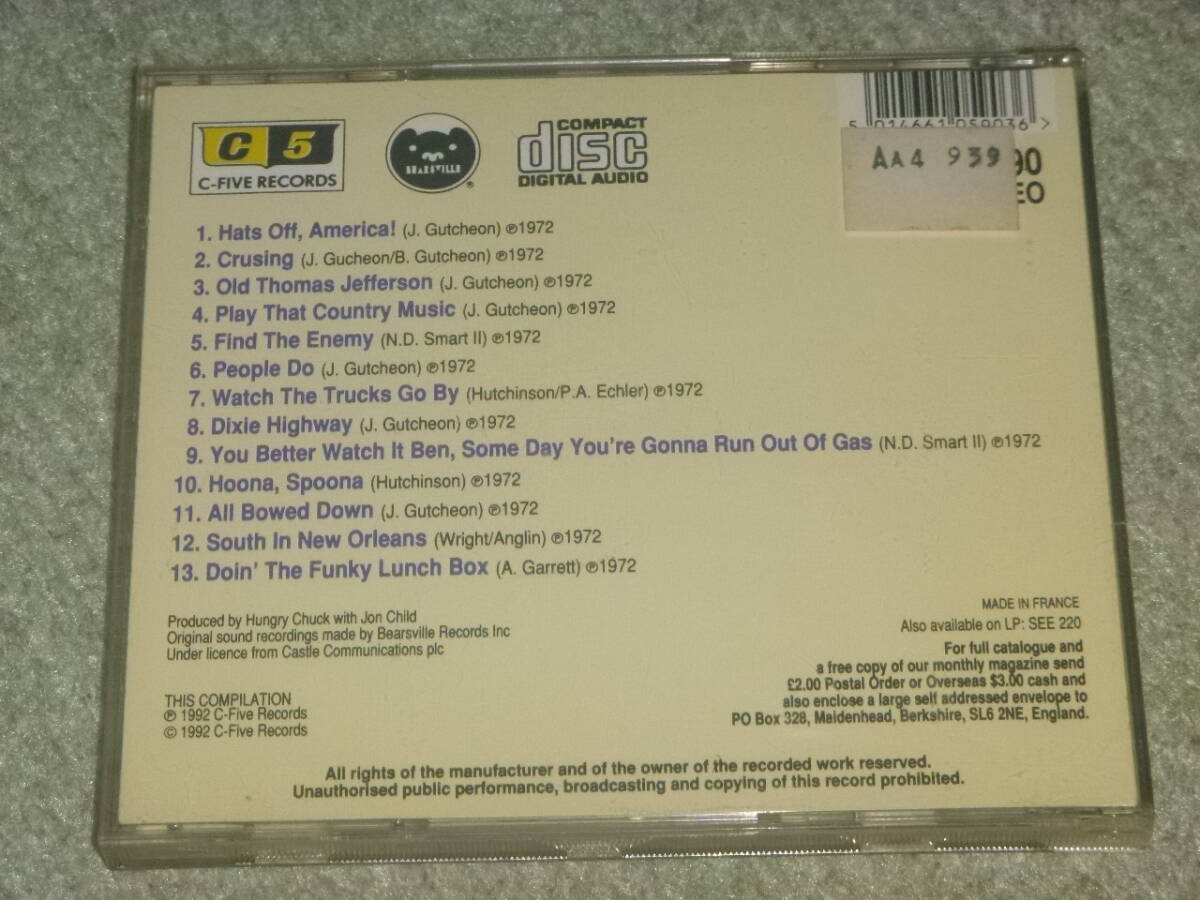 C 5
C-FIVE RECORDS
BEARSVILLE
®
COMPACT
disc
DIGITAL AUDIO
5 014661 059036 >
AA4 939
90
EO
1. Hats Off, America! (J. Gutcheon) ℗1972
2. Crusing (J. Gucheon/B. Gutcheon) ℗1972
3. Old Thomas Jefferson (J. Gutcheon) ℗1972
4. Play That Country Music (J. Gutcheon) ℗1972
5. Find The Enemy (N.D. Smart II) ℗1972
6. People Do (J. Gutcheon) ℗1972
7. Watch The Trucks Go By (Hutchinson/P.A. Echler) ℗1972
8. Dixie Highway (J. Gutcheon) ℗1972
9. You Better Watch It Ben, Some Day You're Gonna Run Out Of Gas (N.D. Smart II) ℗1972
10. Hoona, Spoona (Hutchinson) ℗1972
11. All Bowed Down (J. Gutcheon) ℗1972
12. South In New Orleans (Wright/Anglin) ℗1972
13. Doin' The Funky Lunch Box (A. Garrett) ℗1972
Produced by Hungry Chuck with Jon Child
Original sound recordings made by Bearsville Records Inc
Under licence from Castle Communications plc
THIS COMPILATION
℗ 1992 C-Five Records
© 1992 C-Five Records
MADE IN FRANCE
Also available on LP: SEE 220
For full catalogue and
a free copy of our monthly magazine send
£2.00 Postal Order or Overseas $3.00 cash and
also enclose a large self addressed envelope to
PO Box 328, Maidenhead, Berkshire, SL6 2NE, England.
All rights of the manufacturer and of the owner of the recorded work reserved.
Unauthorised public performance, broadcasting and copying of this record prohibited.